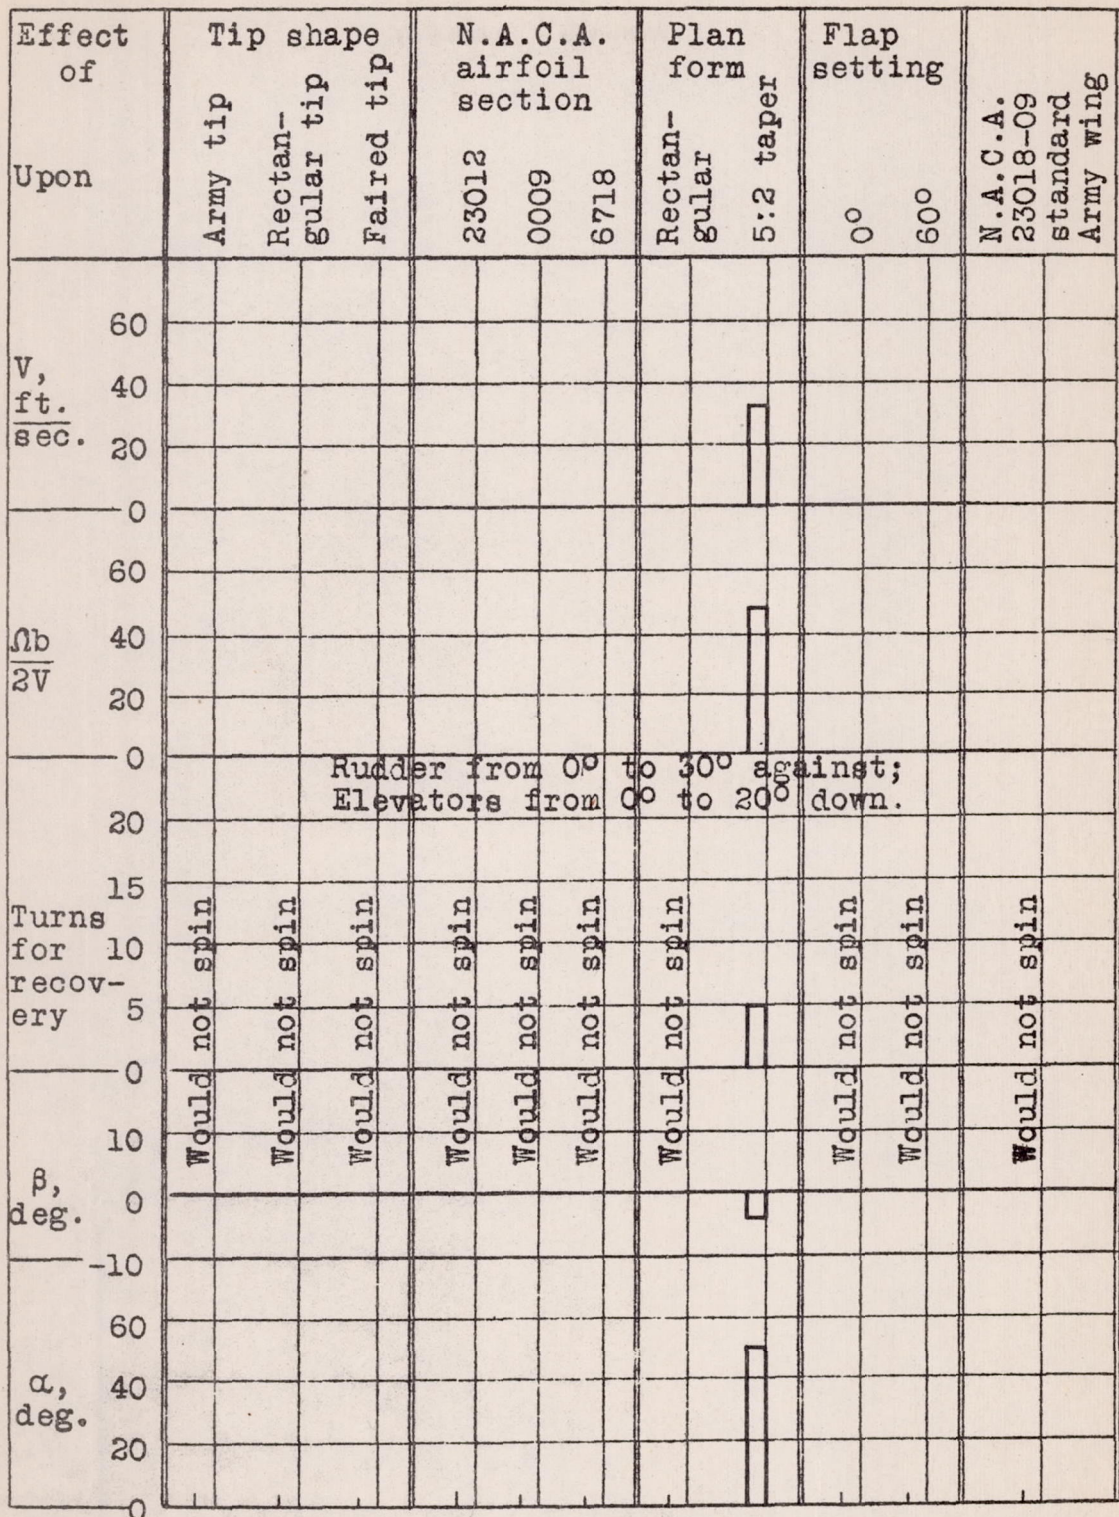 Effect
of
Upon
Tip shape
Army tip
Rectan-
gular tip
Faired tip
N.A.C.A.
airfoil
section
23012
0009
6718
Plan
form
Rectan-
gular
5:2 taper
Flap
setting
0°
60°
N.A.C.A.
23018-09
standard
Army wing
V,
ft.
sec.
60
40
20
0
Ωb
2V
60
40
20
0
Rudder from 0° to 30° against;
Elevators from 0° to 20° down.
Turns
for
recov-
ery
20
15
10
5
0
Would not spin
Would not spin
Would not spin
Would not spin
Would not spin
Would not spin
Would not spin
Would not spin
Would not spin
Would not spin
β,
deg.
10
0
-10
α,
deg.
60
40
20
0